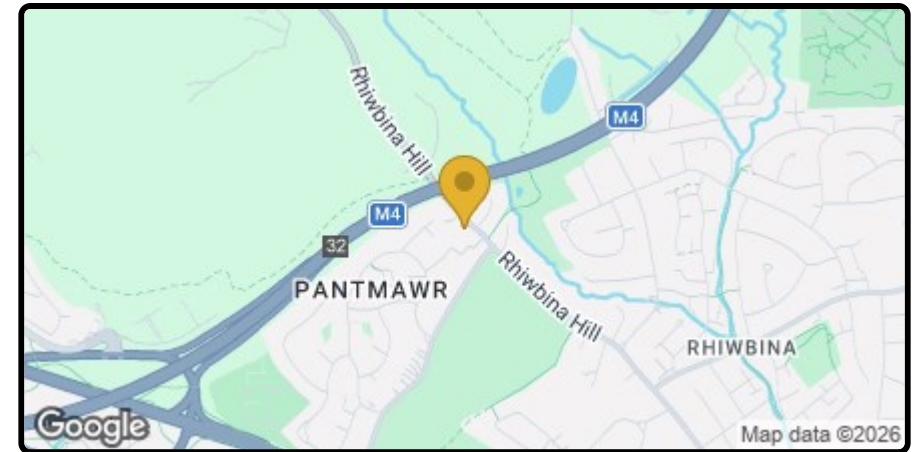 Rhiwbina Hill
M4
M4
32
Rhiwbina Hill
PANTMAWR
RHIWBINA
Google
Map data ©2026